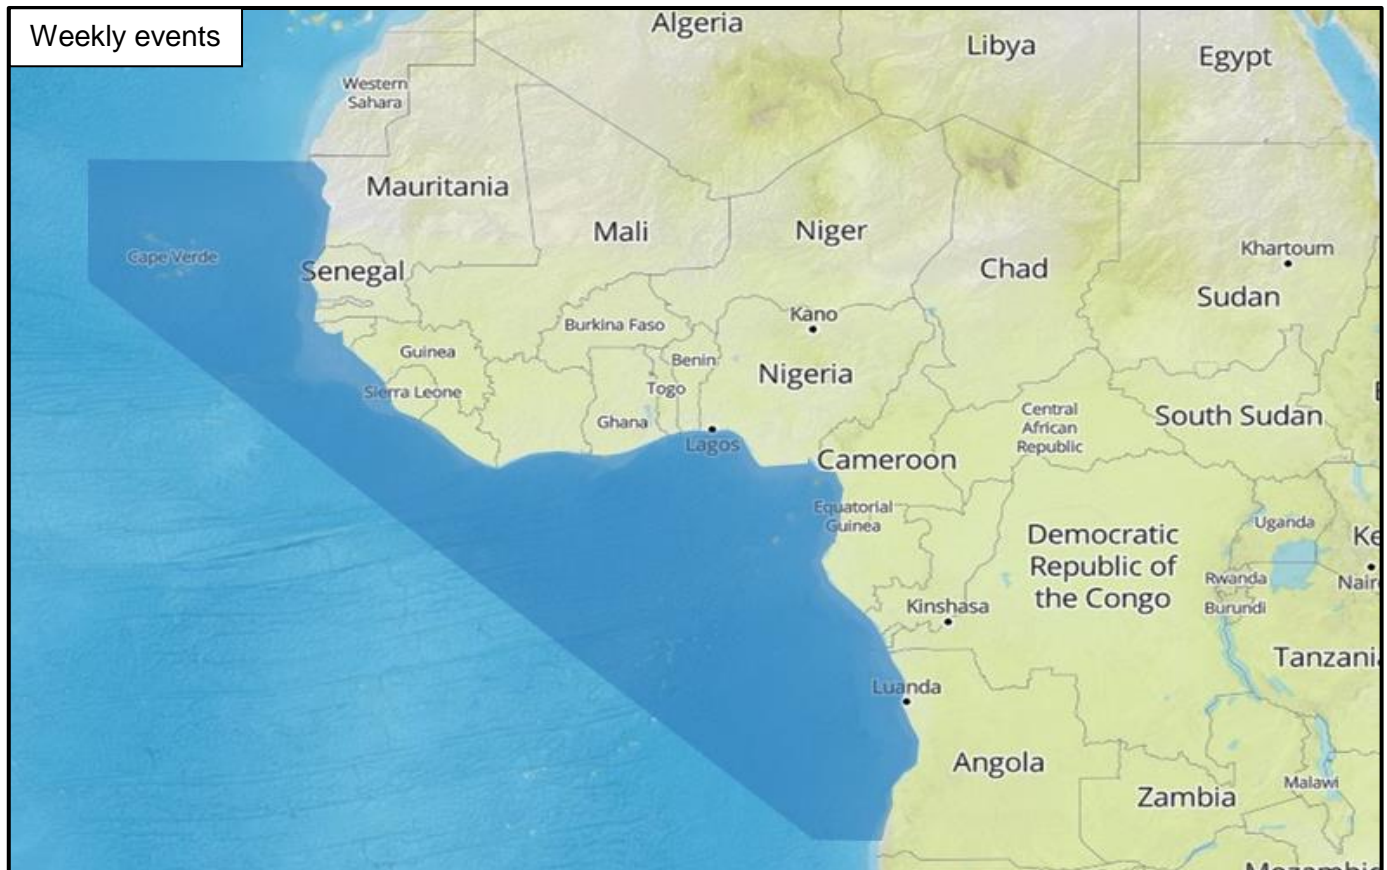 Weekly events
Algeria
Libya
Egypt
Western
Sahara
Mauritania
Mali
Niger
Chad
Khartoum
Sudan
Cape Verde
Senegal
Kano
Burkina Faso
Guinea
Benin
Nigeria
Togo
Sierra Leone
Ghana
Lagos
Central
African
Republic
South Sudan
Cameroon
Equatorial
Guinea
Democratic
Republic of
the Congo
Uganda
Ke
Nair
Rwanda
Burundi
Kinshasa
Tanzani
Luanda
Angola
Zambia
Malawi